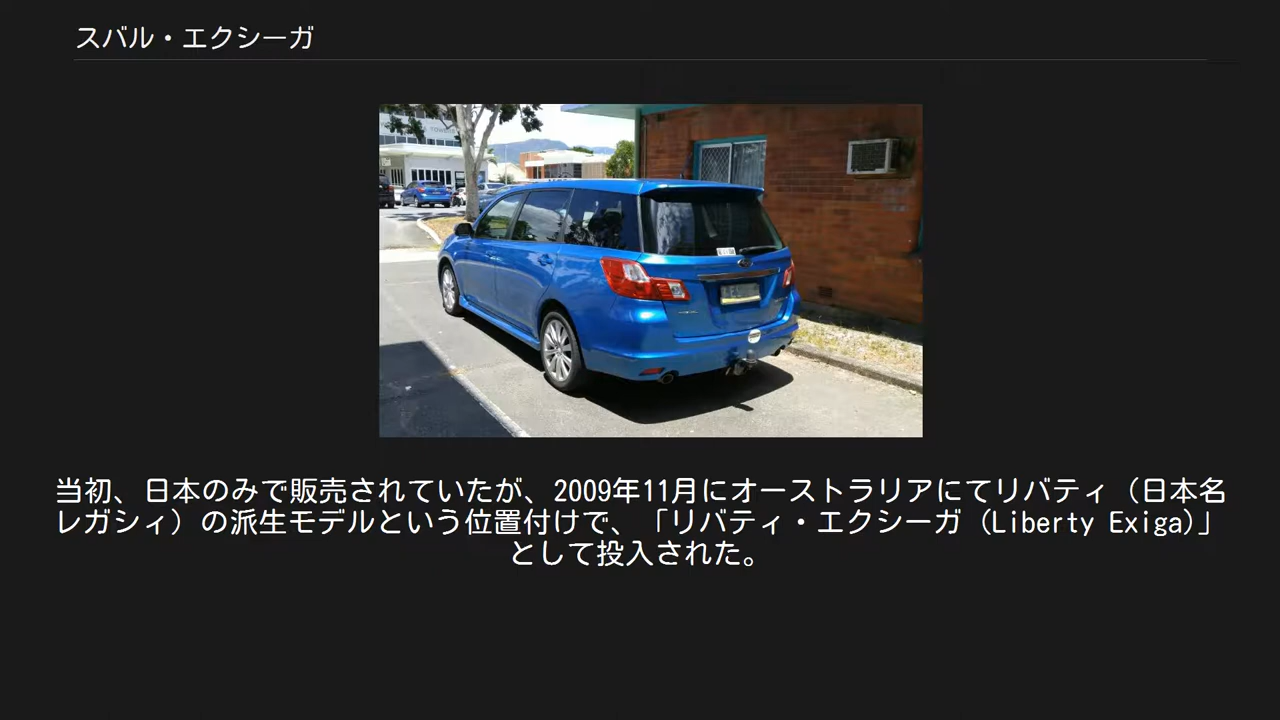 スバル・エクシーガ
当初、日本のみで販売されていたが、2009年11月にオーストラリアにてリバティ（日本名
レガシィ）の派生モデルという位置付けで、「リバティ・エクシーガ（Liberty Exiga)」
として投入された。